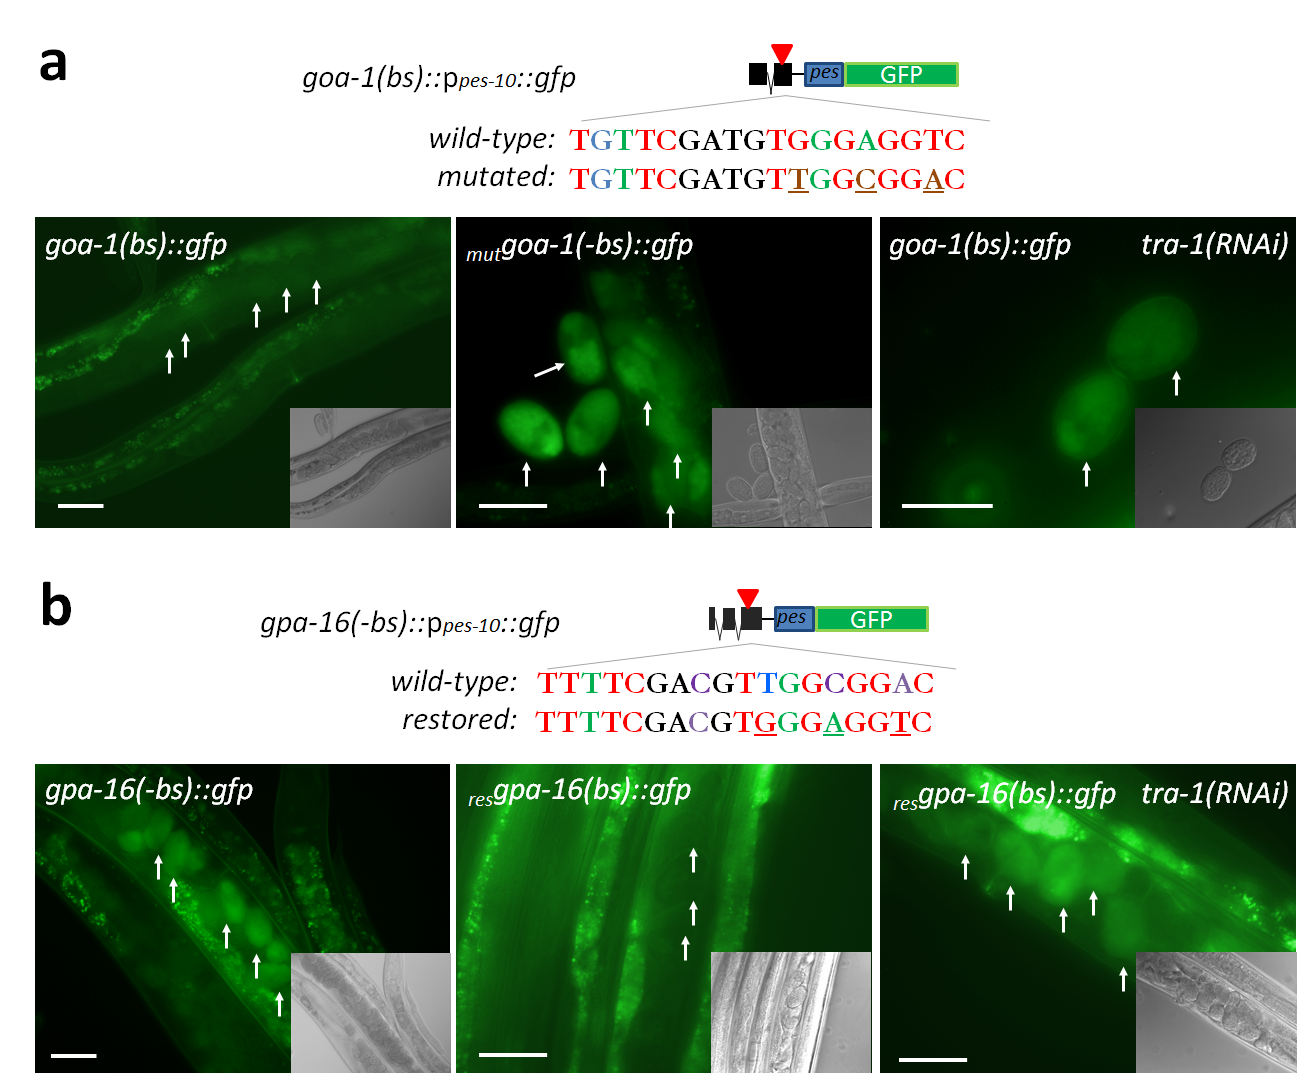 a
goa-1(bs)::ppes-10::gfp
pes GFP
wild-type: TGTTCGATGTGGGAGGTC
mutated: TGTTCGATGTTGGCGGAC
goa-1(bs)::gfp
mutgoa-1(-bs)::gfp
goa-1(bs)::gfp tra-1(RNAi)
b
gpa-16(-bs)::ppes-10::gfp
pes GFP
wild-type: TTTTCGACGTTGGCGGAC
restored: TTTTCGACGTGGGAGGTC
gpa-16(-bs)::gfp
resgpa-16(bs)::gfp
resgpa-16(bs)::gfp tra-1(RNAi)